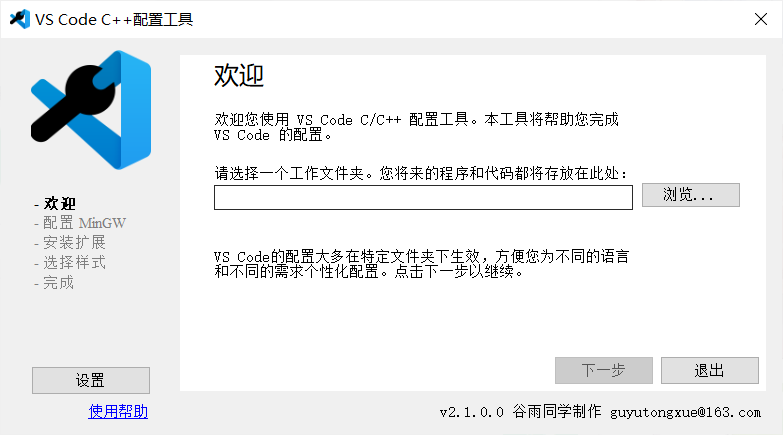 VS Code C++配置工具
欢迎
欢迎您使用 VS Code C/C++ 配置工具。本工具将帮助您完成
VS Code 的配置。
请选择一个工作文件夹。您将来的程序和代码都将存放在此处：
浏览...
- 欢迎
- 配置 MinGW
- 安装扩展
- 选择样式
- 完成
VS Code的配置大多在特定文件夹下生效，方便您为不同的语言
和不同的需求个性化配置。点击下一步以继续。
设置
下一步
退出
使用帮助
v2.1.0.0 谷雨同学制作 guyutongxue@163.com